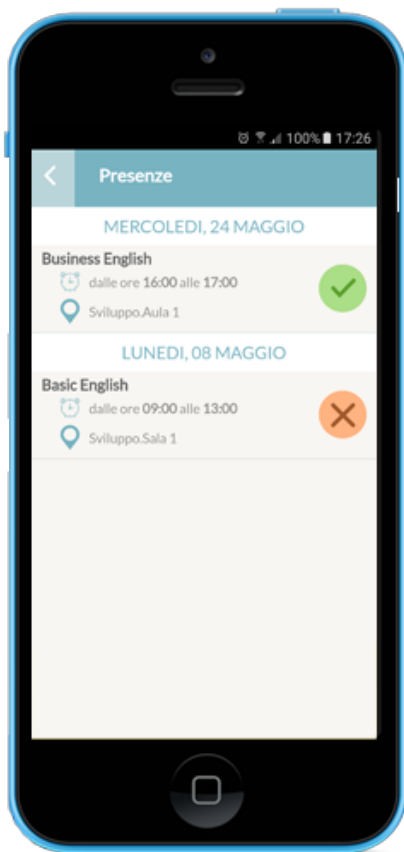 100% 17:26
Presenze
MERCOLEDI, 24 MAGGIO
Business English
dalle ore 16:00 alle 17:00
Sviluppo.Aula 1
LUNEDI, 08 MAGGIO
Basic English
dalle ore 09:00 alle 13:00
Sviluppo.Sala 1